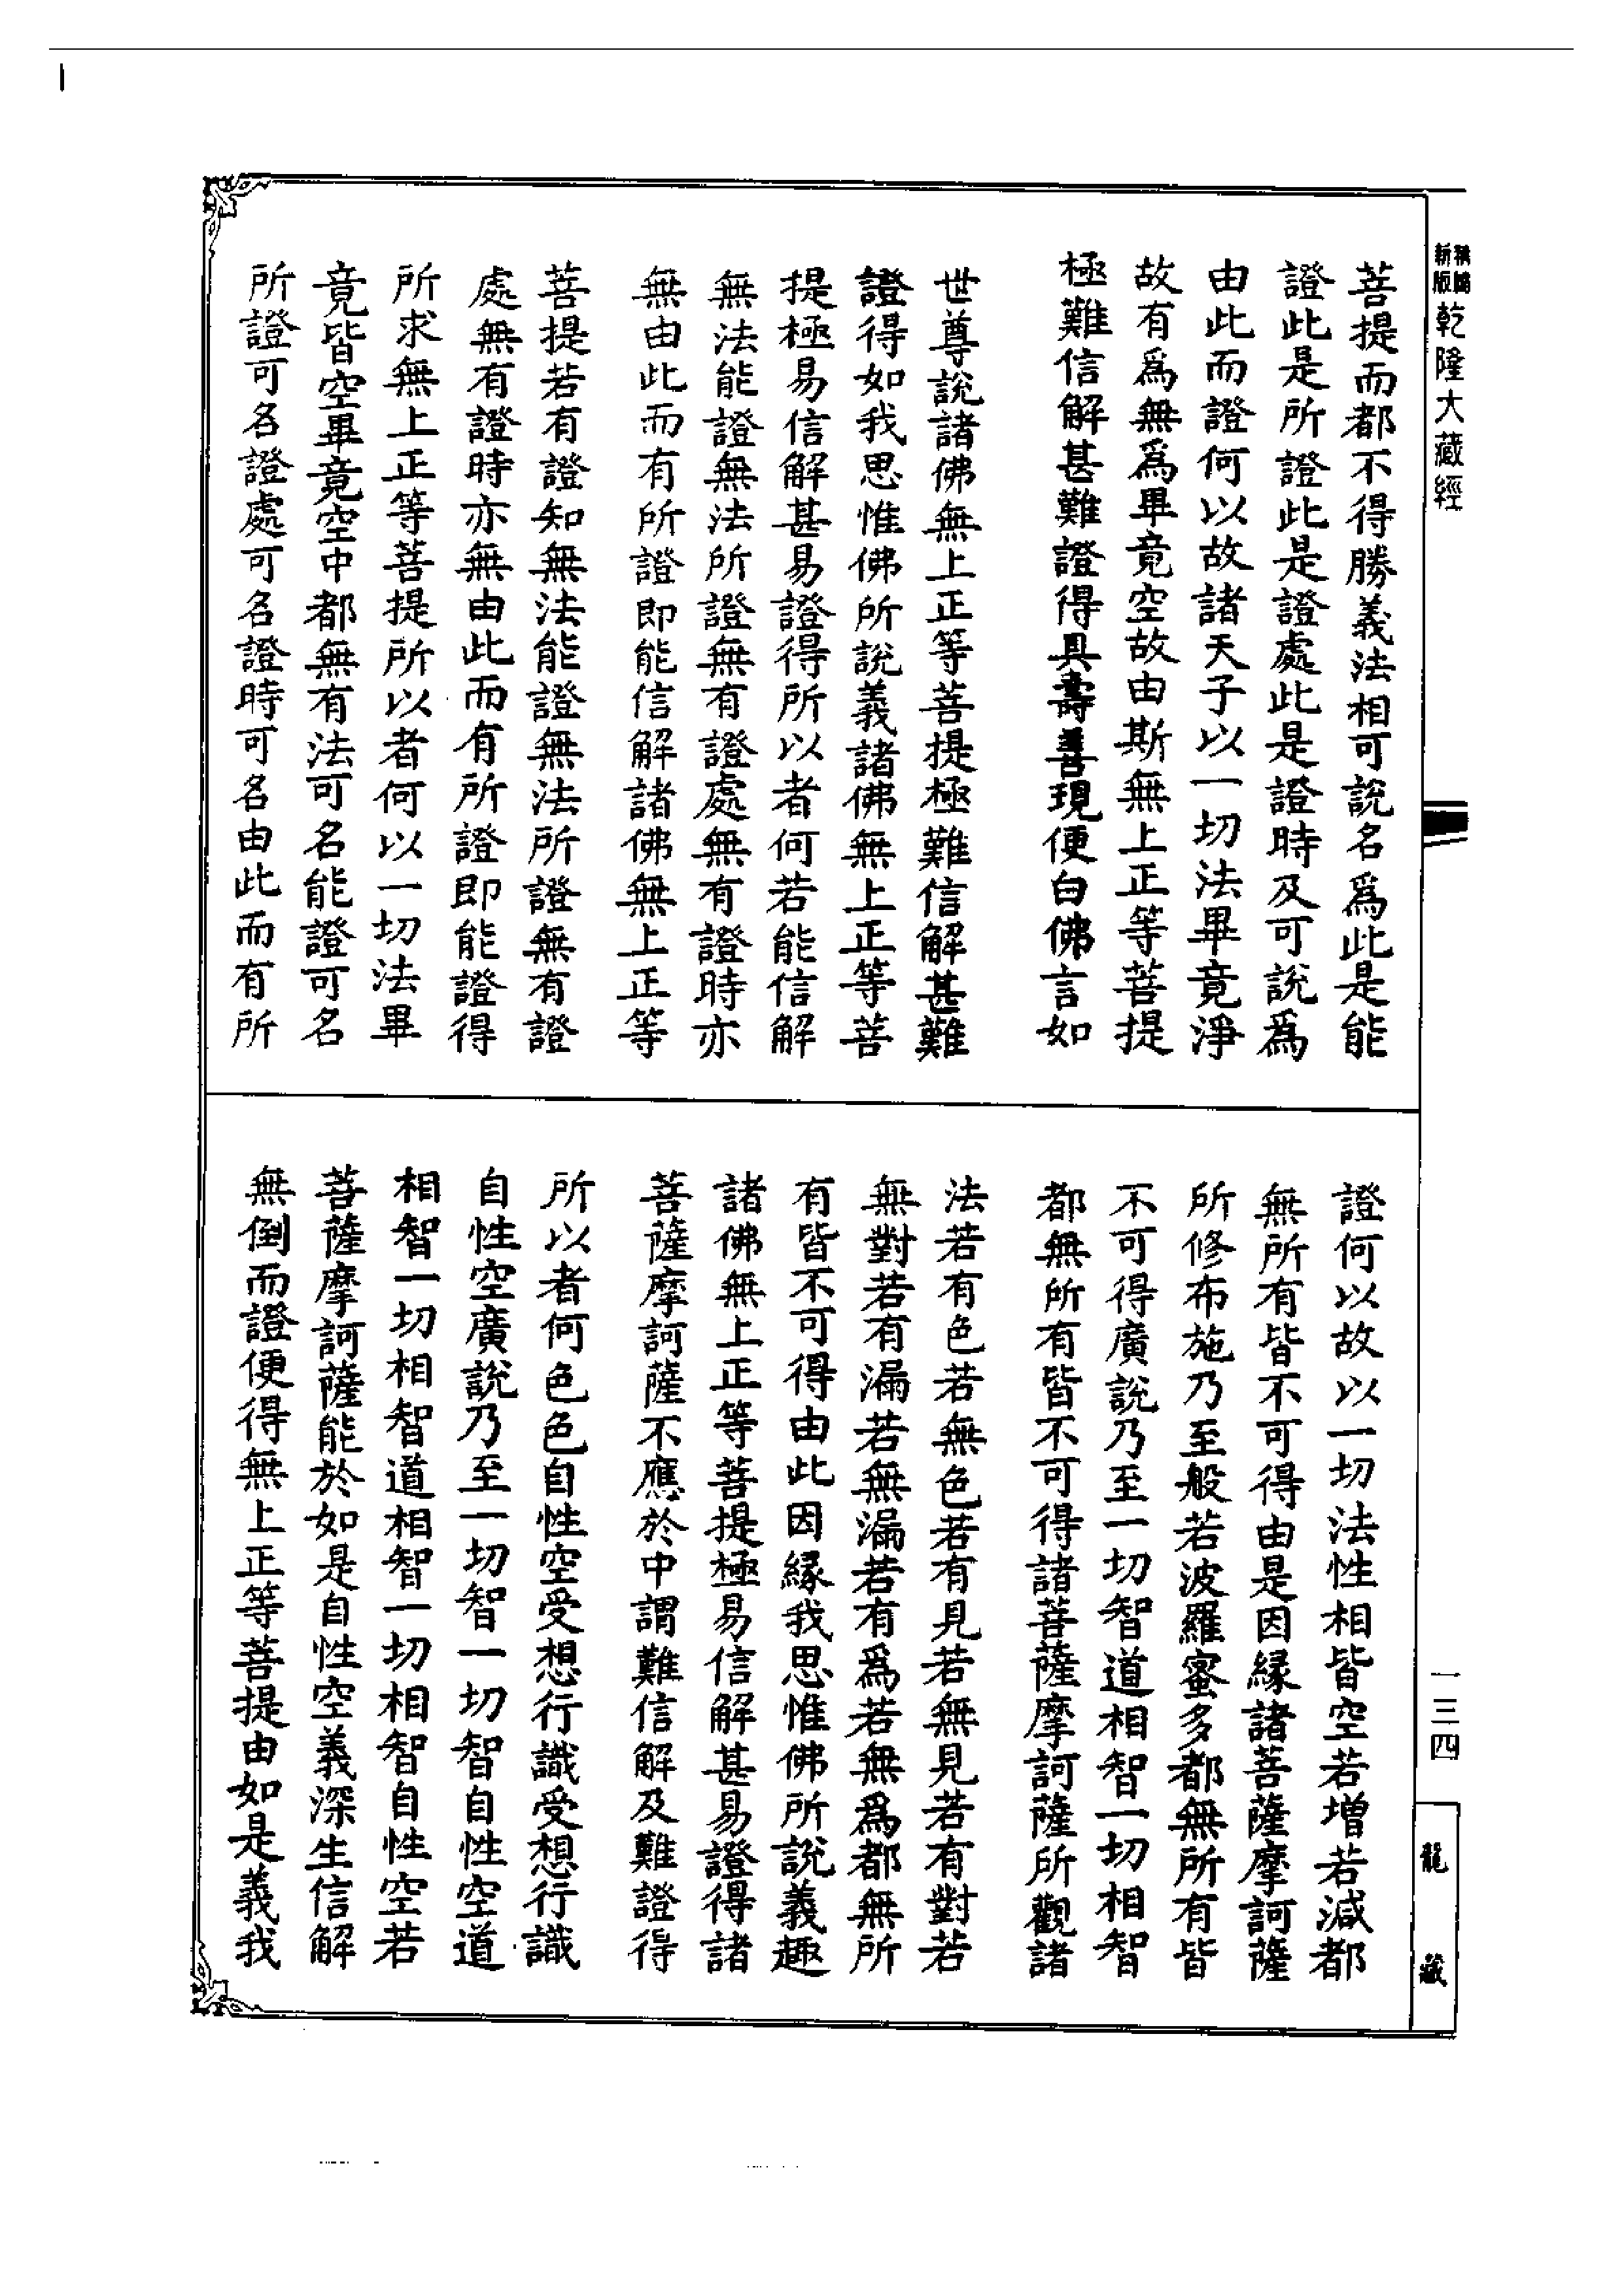 新版精縮乾隆大藏經
菩提而都不得勝義法相可說名爲此是能
證此是所證此是證處此是證時及可說爲
由此而證何以故諸天子以一切法畢竟淨
故有爲無爲畢竟空故由斯無上正等菩提
極難信解甚難證得具壽善現便白佛言如
世尊說諸佛無上正等菩提極難信解甚難
證得如我思惟佛所說義諸佛無上正等菩
提極易信解甚易證得所以者何若能信解
無法能證無法所證無有證處無有證時亦
無由此而有所證即能信解諸佛無上正等
菩提若有證知無法能證無法所證無有證
處無有證時亦無由此而有所證即能證得
所求無上正等菩提所以者何以一切法畢
竟皆空畢竟空中都無有法可名能證可名
所證可名證處可名證時可名由此而有所
證何以故以一切法性相皆空若增若減都
無所有皆不可得由是因緣諸菩薩摩訶薩
所修布施乃至般若波羅蜜多都無所有皆
不可得廣說乃至一切智道相智一切相智
都無所有皆不可得諸菩薩摩訶薩所觀諸
法若有色若無色若有見若無見若有對若
無對若有漏若無漏若有爲若無爲都無所
有皆不可得由此因緣我思惟佛所說義趣
諸佛無上正等菩提極易信解甚易證得諸
菩薩摩訶薩不應於中謂難信解及難證得
所以者何色色自性空受想行識受想行識
自性空廣說乃至一切智一切智自性空道
相智一切相智道相智一切相智自性空若
菩薩摩訶薩能於如是自性空義深生信解
無倒而證便得無上正等菩提由如是義我
一三四
龍藏